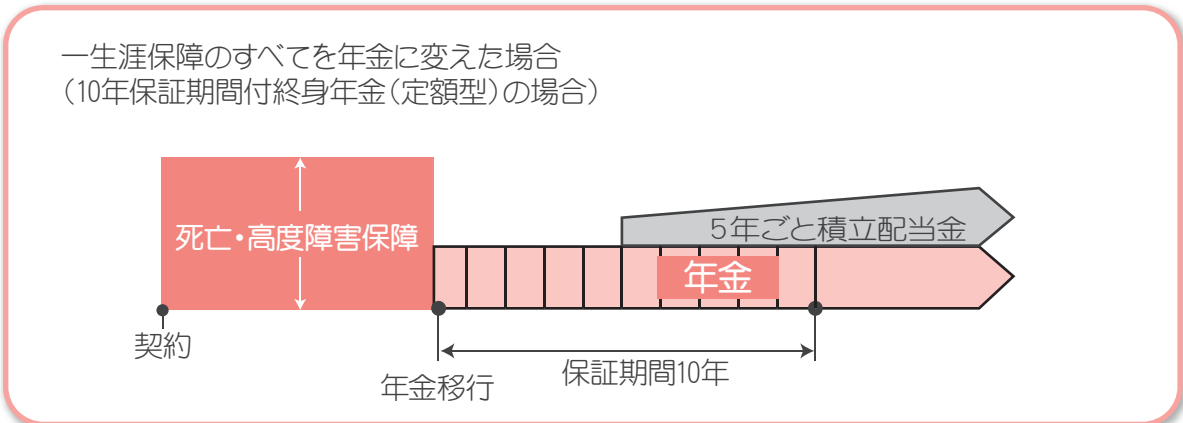 一生涯保障のすべてを年金に変えた場合
（10年保証期間付終身年金（定額型）の場合）
死亡・高度障害保障
5年ごと積立配当金
年金
契約
保証期間10年
年金移行